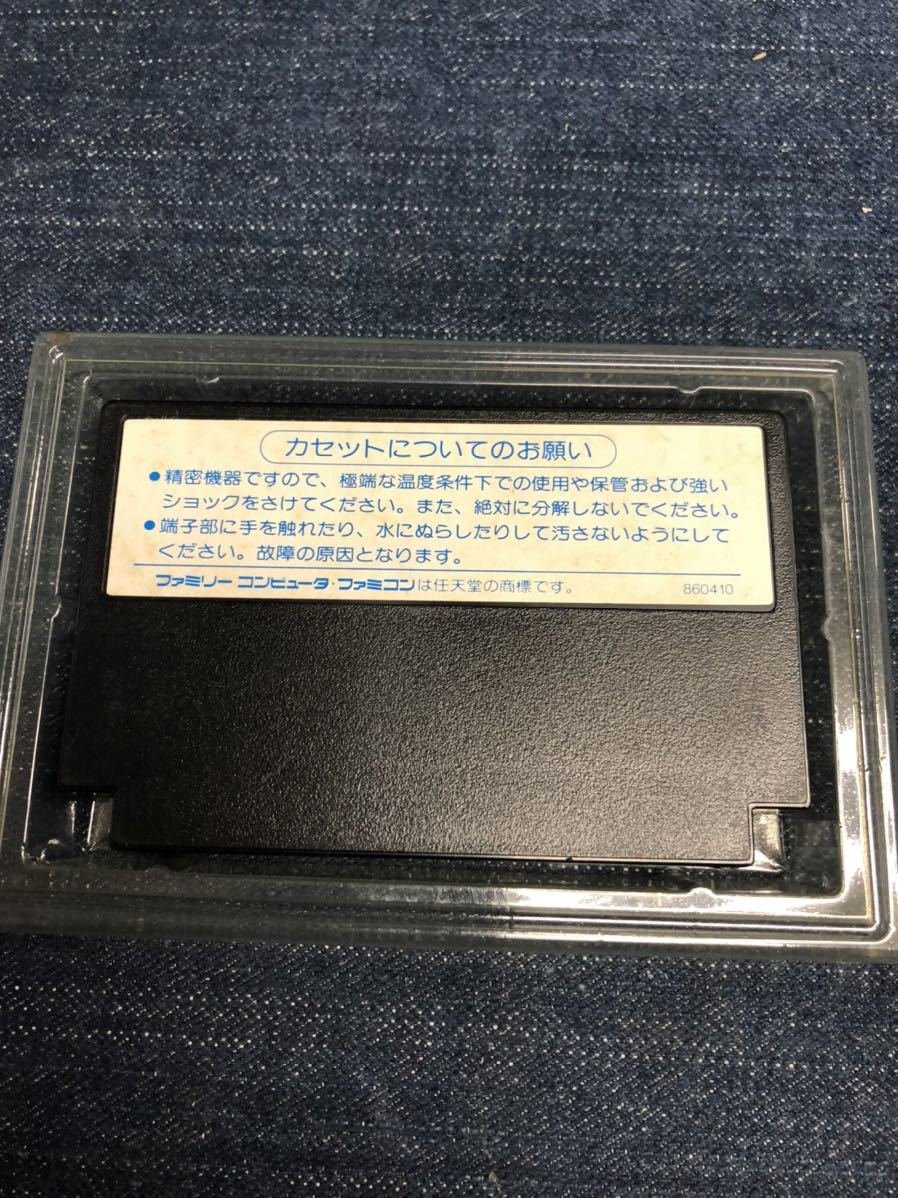 カセットについてのお願い
●精密機器ですので、極端な温度条件下での使用や保管および強い
ショックをさけてください。また、絶対に分解しないでください。
●端子部に手を触れたり、水にぬらしたりして汚さないようにして
ください。故障の原因となります。
ファミリー コンピュータ・ファミコンは任天堂の商標です。 860410